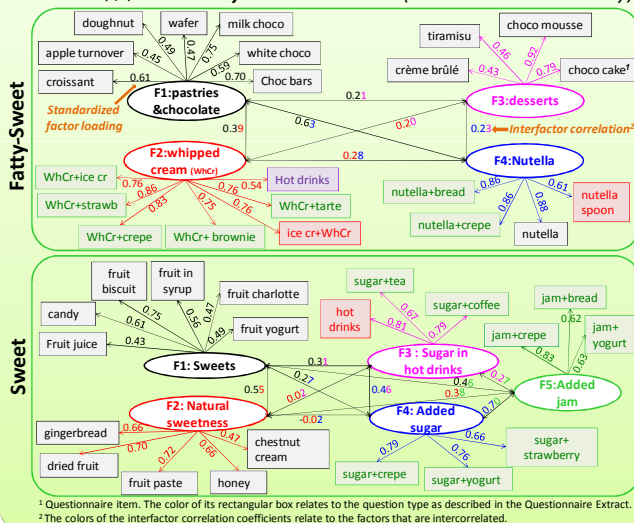 doughnut
wafer
milk choco
apple turnover
white choco
croissant
Choc bars
0.49
0.47
0.75
0.45
0.59
0.61
0.70
F1:pastries
&chocolate
Standardized
factor loading
tiramisu
choco mousse
crème brûlé
choco cake¹
0.46
0.92
0.43
0.79
F3:desserts
0.21
0.39
0.63
0.20
0.23
Interfactor correlation²
0.28
Fatty-Sweet
F2:whipped
cream (WhCr)
WhCr+ice cr
WhCr+strawb
WhCr+crepe
WhCr+ brownie
ice cr+WhCr
WhCr+tarte
Hot drinks
0.76
0.86
0.83
0.75
0.76
0.76
0.54
F4:Nutella
nutella+bread
nutella+crepe
nutella
nutella
spoon
0.86
0.86
0.88
0.61
Sweet
fruit
biscuit
fruit in
syrup
fruit charlotte
candy
fruit yogurt
Fruit juice
0.75
0.56
0.47
0.61
0.49
0.43
F1: Sweets
sugar+tea
hot
drinks
sugar+coffee
0.67
0.81
0.79
F3 : Sugar in
hot drinks
jam+bread
jam+crepe
jam+
yogurt
0.62
0.83
0.63
F5:Added
jam
0.31
0.27
0.55
0.02
0.46
0.46
0.38
0.27
-0.02
0.70
F2: Natural
sweetness
gingerbread
dried fruit
fruit paste
honey
chestnut
cream
0.66
0.70
0.72
0.66
0.47
F4: Added
sugar
sugar+crepe
sugar+yogurt
sugar+
strawberry
0.79
0.76
0.66
¹ Questionnaire item. The color of its rectangular box relates to the question type as described in the Questionnaire Extract.
² The colors of the interfactor correlation coefficients relate to the factors that are intercorrelated.